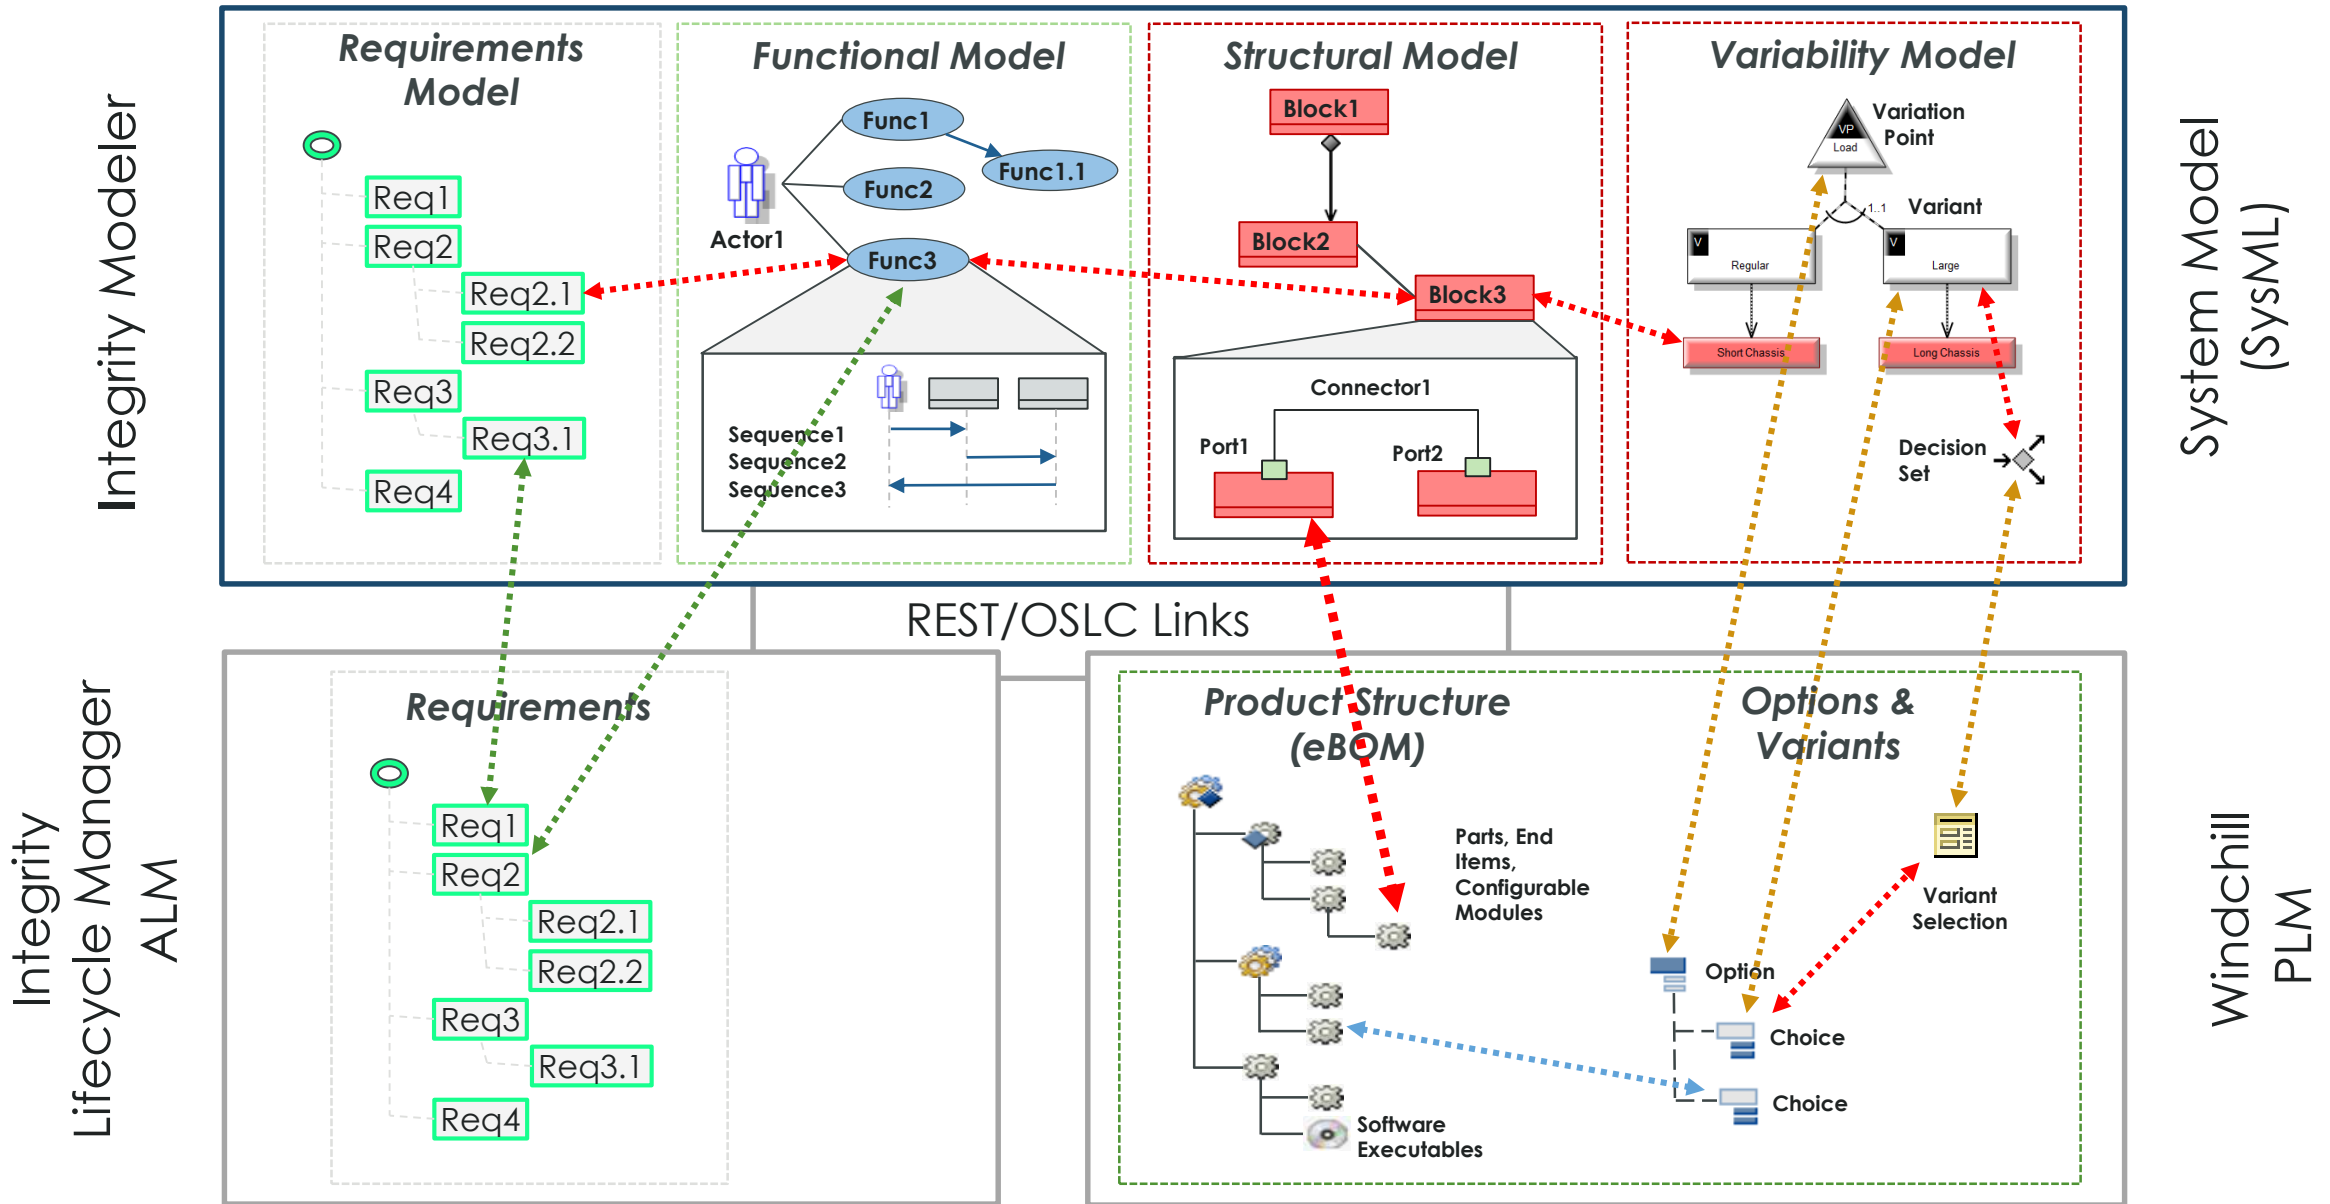 Integrity Modeler
Requirements
Model
Req1
Req2
Req2.1
Req2.2
Req3
Req3.1
Req4
Functional Model
Func1
Func1.1
Func2
Actor1
Func3
Sequence1
Sequence2
Sequence3
Structural Model
Block1
Block2
Block3
Connector1
Port1
Port2
Variability Model
VP
Load
Variation
Point
1..1
Variant
V
Regular
V
Large
Short Chassis
Long Chassis
Decision
Set
System Model
(SysML)
REST/OSLC Links
Integrity
Lifecycle Manager
ALM
Requirements
Req1
Req2
Req2.1
Req2.2
Req3
Req3.1
Req4
Product Structure
(eBOM)
Parts, End
Items,
Configurable
Modules
Software
Executables
Options &
Variants
Variant
Selection
Option
Choice
Choice
Windchill
PLM